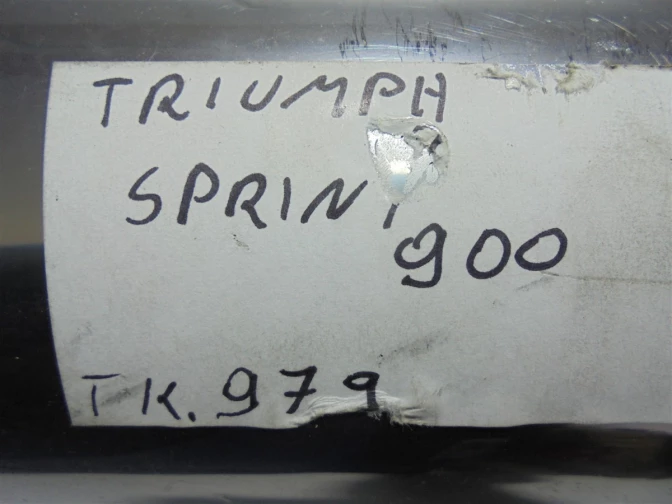 TRIUMPH
SPRINT
900
TK. 979